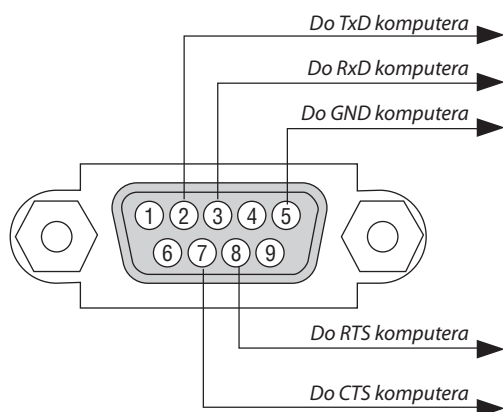 Do TxD komputera
Do RxD komputera
Do GND komputera
1 2 3 4 5
6 7 8 9
Do RTS komputera
Do CTS komputera